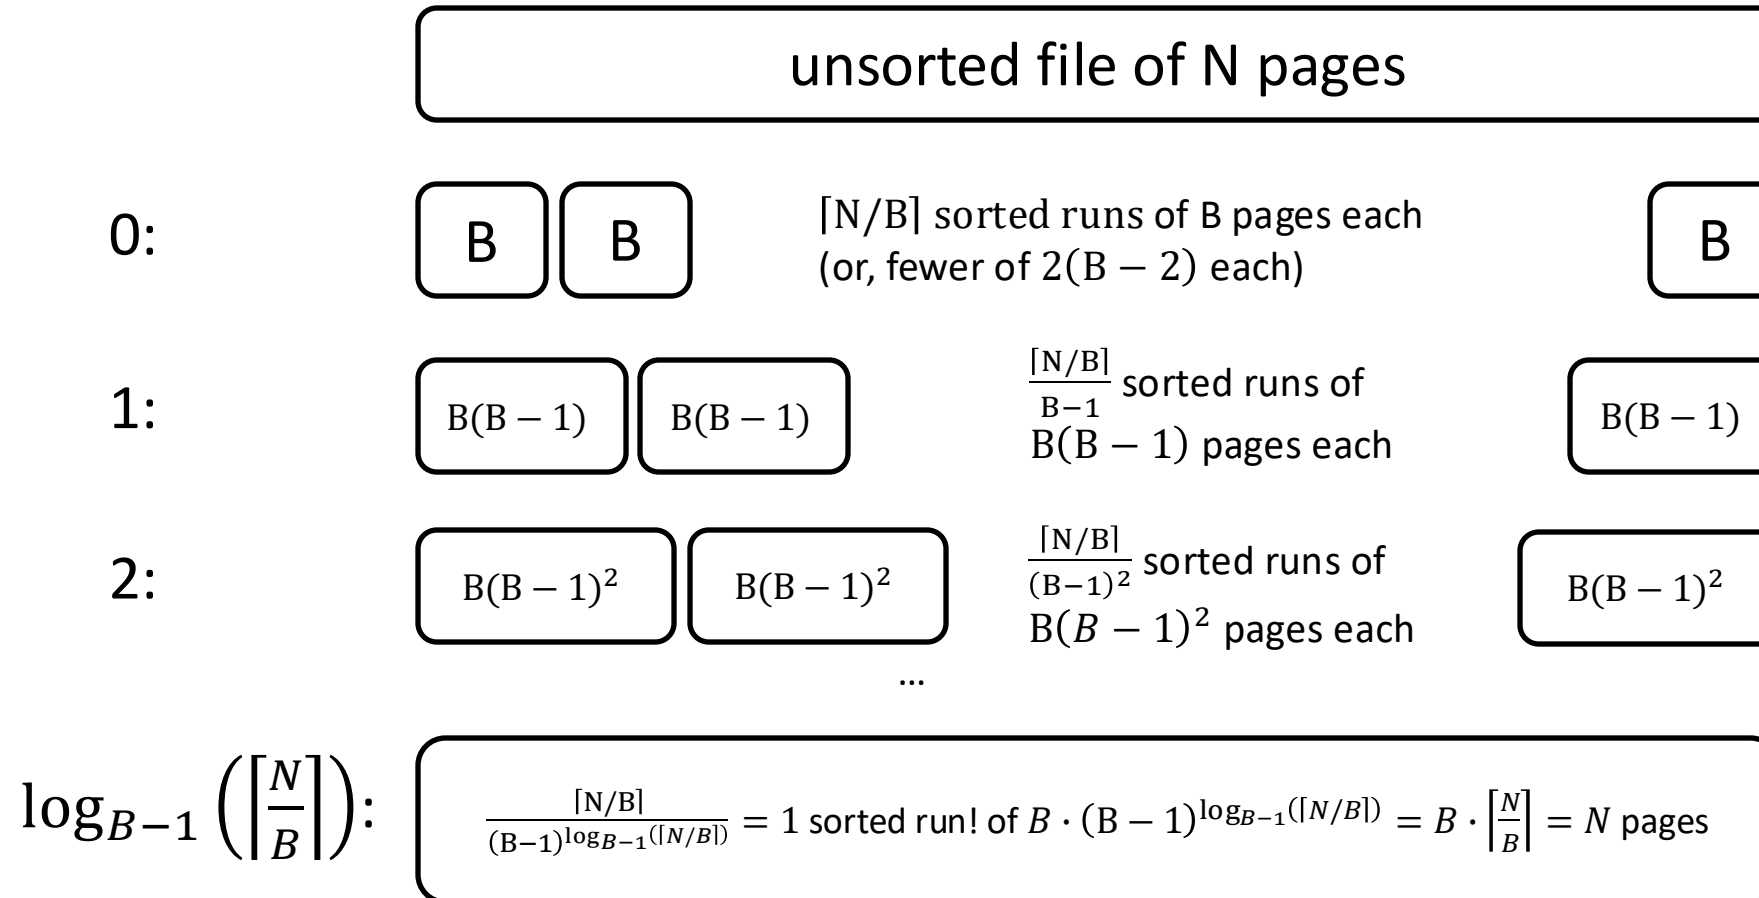 unsorted file of N pages
0:
B B B
⌈N/B⌉ sorted runs of B pages each
(or, fewer of 2(B − 2) each)
1:
B(B − 1) B(B − 1) B(B − 1)
⌈N/B⌉/(B−1) sorted runs of
B(B − 1) pages each
2:
B(B − 1)² B(B − 1)² B(B − 1)²
⌈N/B⌉/(B−1)² sorted runs of
B(B − 1)² pages each
...
log_{B−1}(⌈N/B⌉):
⌈N/B⌉/(B−1)^{log_{B−1}(⌈N/B⌉)} = 1 sorted run! of B · (B − 1)^{log_{B−1}(⌈N/B⌉)} = B · ⌈N/B⌉ = N pages